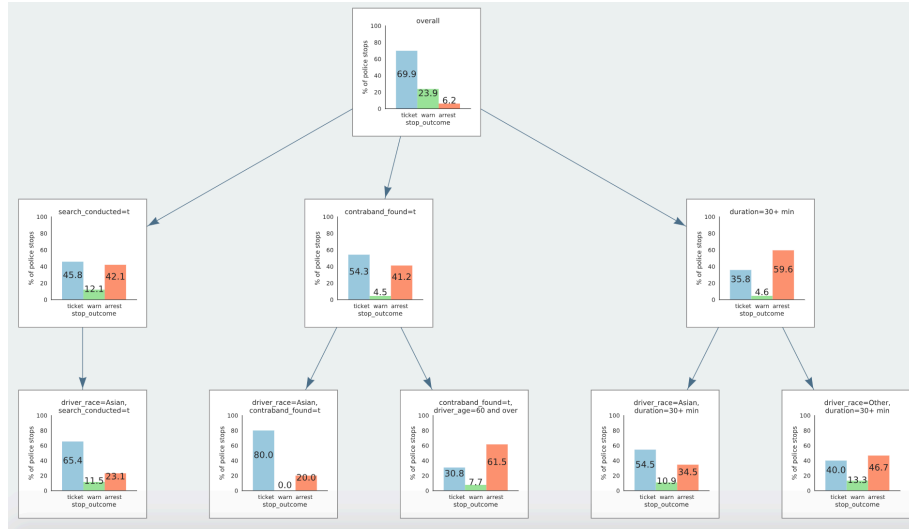 overall
100
80
60
40
20
0
% of police stops
69.9
23.9
6.2
ticket warn arrest
stop_outcome
search_conducted=t
100
80
60
40
20
0
% of police stops
45.8
12.1
42.1
ticket warn arrest
stop_outcome
contraband_found=t
100
80
60
40
20
0
% of police stops
54.3
4.5
41.2
ticket warn arrest
stop_outcome
duration=30+ min
100
80
60
40
20
0
% of police stops
35.8
4.6
59.6
ticket warn arrest
stop_outcome
driver_race=Asian,
search_conducted=t
100
80
60
40
20
0
% of police stops
65.4
11.5
23.1
ticket warn arrest
stop_outcome
driver_race=Asian,
contraband_found=t
100
80
60
40
20
0
% of police stops
80.0
0.0
20.0
ticket warn arrest
stop_outcome
contraband_found=t,
driver_age=60 and over
100
80
60
40
20
0
% of police stops
30.8
7.7
61.5
ticket warn arrest
stop_outcome
driver_race=Asian,
duration=30+ min
100
80
60
40
20
0
% of police stops
54.5
10.9
34.5
ticket warn arrest
stop_outcome
driver_race=Other,
duration=30+ min
100
80
60
40
20
0
% of police stops
40.0
13.3
46.7
ticket warn arrest
stop_outcome